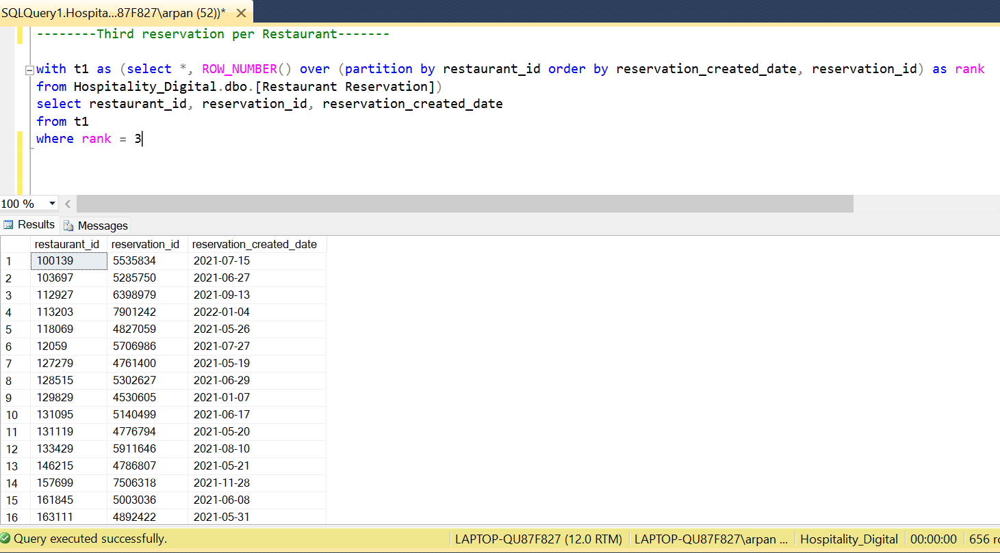 SQLQuery1.Hospita...87F827\arpan (52))*
--------Third reservation per Restaurant-------
with t1 as (select *, ROW_NUMBER() over (partition by restaurant_id order by reservation_created_date, reservation_id) as rank
from Hospitality_Digital.dbo.[Restaurant Reservation])
select restaurant_id, reservation_id, reservation_created_date
from t1
where rank = 3
100 %
Results Messages
restaurant_id reservation_id reservation_created_date
1 100139 5535834 2021-07-15
2 103697 5285750 2021-06-27
3 112927 6398979 2021-09-13
4 113203 7901242 2022-01-04
5 118069 4827059 2021-05-26
6 12059 5706986 2021-07-27
7 127279 4761400 2021-05-19
8 128515 5302627 2021-06-29
9 129829 4530605 2021-01-07
10 131095 5140499 2021-06-17
11 131119 4776794 2021-05-20
12 133429 5911646 2021-08-10
13 146215 4786807 2021-05-21
14 157699 7506318 2021-11-28
15 161845 5003036 2021-06-08
16 163111 4892422 2021-05-31
Query executed successfully. LAPTOP-QU87F827 (12.0 RTM) LAPTOP-QU87F827\arpan ... Hospitality_Digital 00:00:00 656 ro